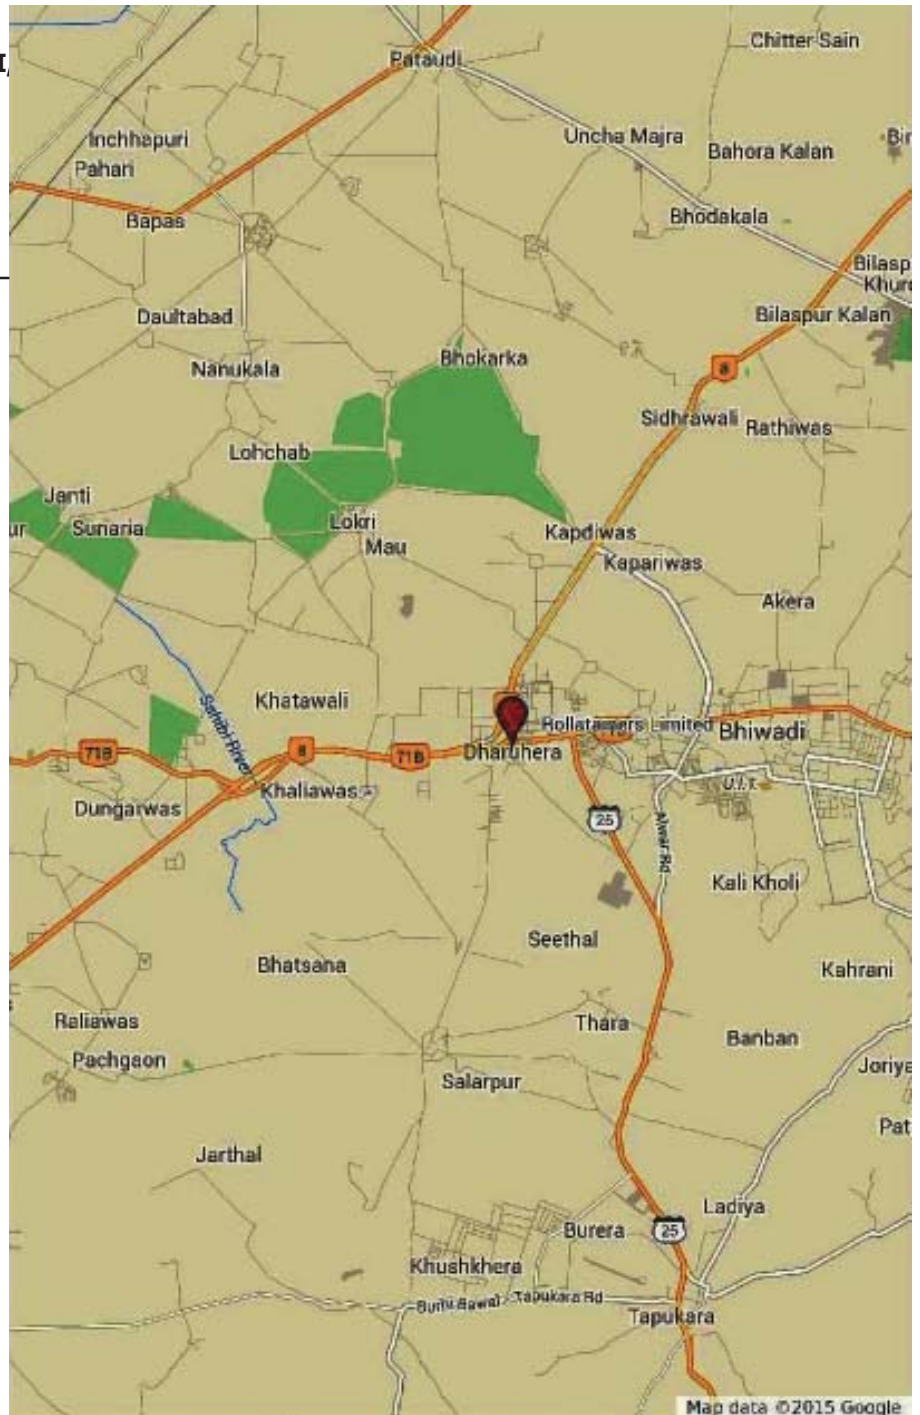 Chitter Sain
Pataudi
Inchhapuri
Pahari
Uncha Majra
Bahora Kalan
Bapas
Bhodakala
Daultabad
Bilaspur Kalan
Nanukala
Bhokarka
8
Sidhrawali
Rathiwas
Lohchab
Janti
Sunaria
Lokri
Mau
Kapdiwas
Kapariwas
Akera
Sahibi River
Khatawali
Rollatainers Limited
Bhiwadi
71B
8
71B
Dharuhera
Khaliawas
Dungarwas
U.I.T.
25
Alwar Rd
Kali Kholi
Seethal
Bhatsana
Kahrani
Raliawas
Thara
Banban
Pachgaon
Salarpur
Jarthal
Ladiya
Burera
25
Khushkhera
Tapukara Rd
Tapukara
Map data ©2015 Google